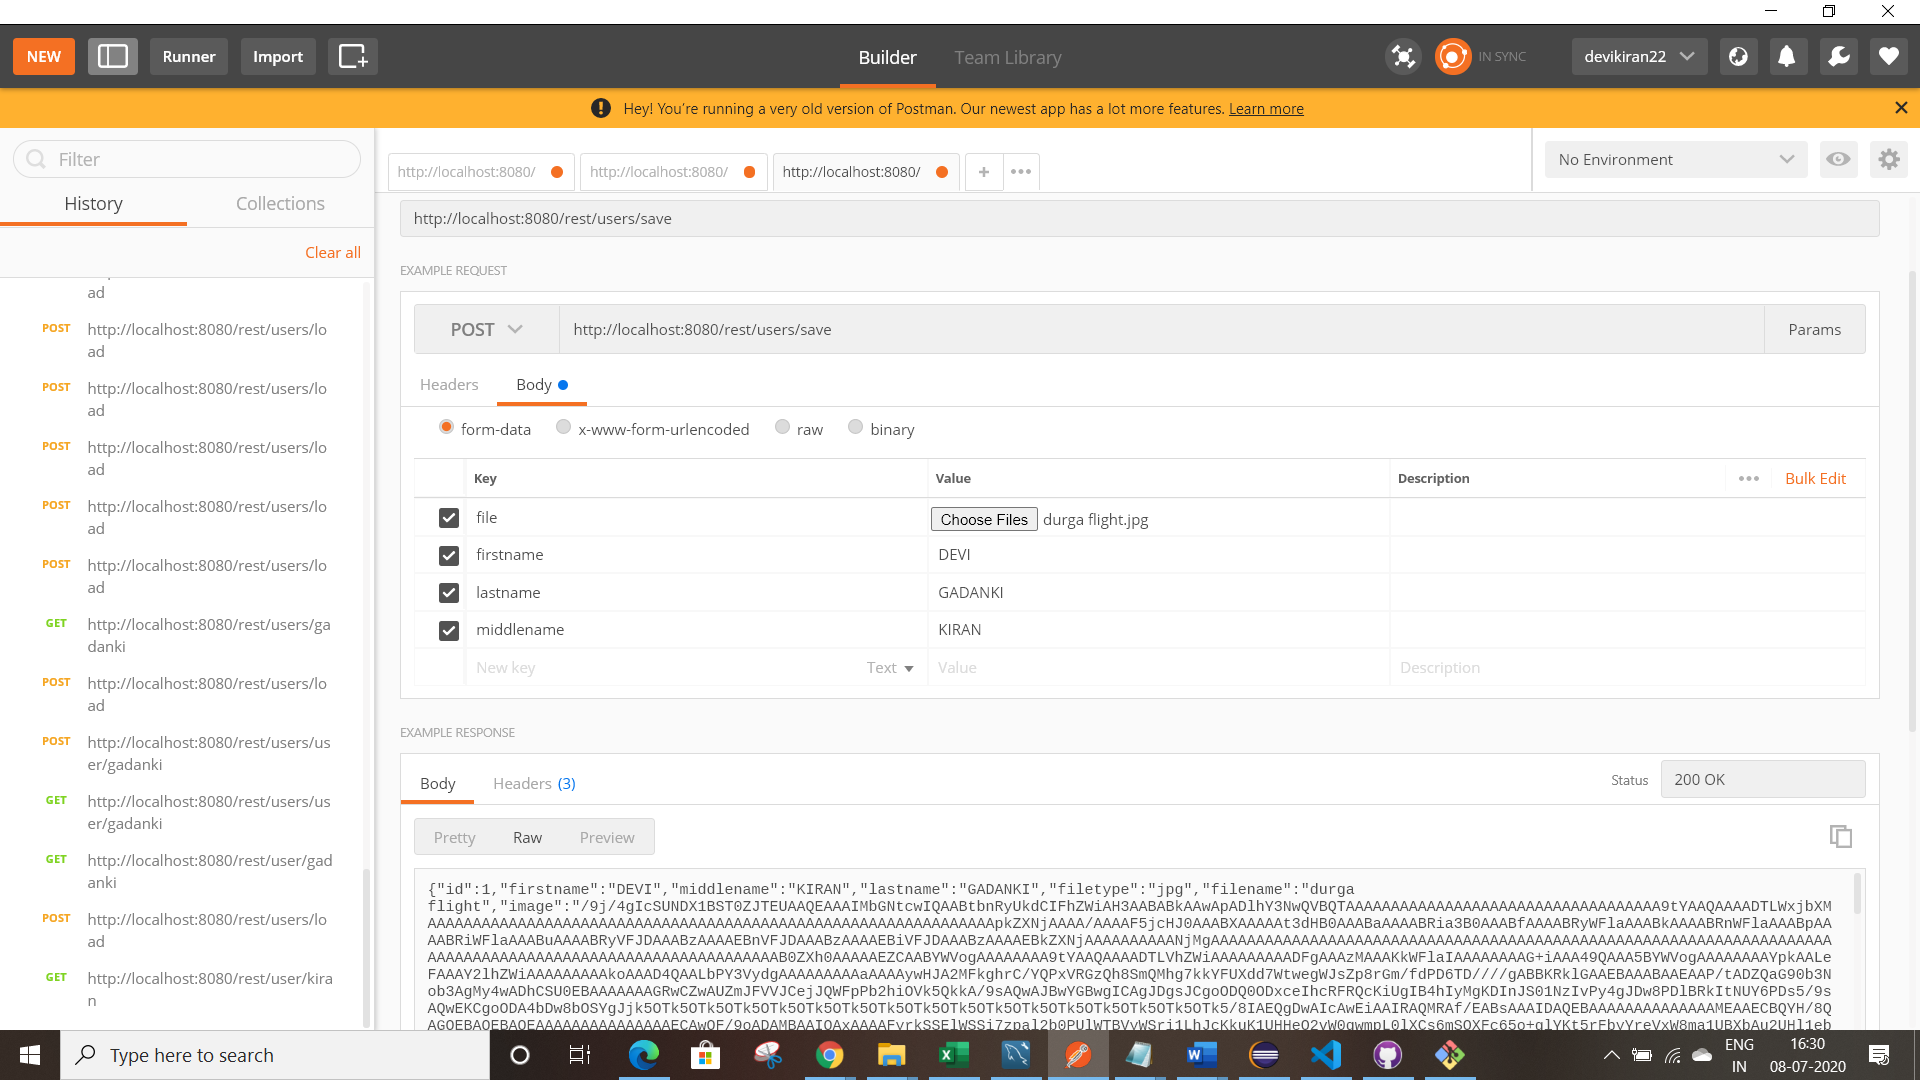 NEW
Runner
Import
Builder
Team Library
IN SYNC
devikiran22
Hey! You're running a very old version of Postman. Our newest app has a lot more features. Learn more
Filter
History
Collections
Clear all
ad
POST http://localhost:8080/rest/users/lo
ad
POST http://localhost:8080/rest/users/lo
ad
POST http://localhost:8080/rest/users/lo
ad
POST http://localhost:8080/rest/users/lo
ad
POST http://localhost:8080/rest/users/lo
ad
GET http://localhost:8080/rest/users/ga
danki
POST http://localhost:8080/rest/users/lo
ad
POST http://localhost:8080/rest/users/us
er/gadanki
GET http://localhost:8080/rest/users/us
er/gadanki
GET http://localhost:8080/rest/user/gad
anki
POST http://localhost:8080/rest/users/lo
ad
GET http://localhost:8080/rest/user/kira
n
http://localhost:8080/
http://localhost:8080/
http://localhost:8080/
No Environment
http://localhost:8080/rest/users/save
EXAMPLE REQUEST
POST
http://localhost:8080/rest/users/save
Params
Headers
Body
form-data
x-www-form-urlencoded
raw
binary
Key Value Description
Bulk Edit
file Choose Files durga flight.jpg
firstname DEVI
lastname GADANKI
middlename KIRAN
New key Text Value Description
EXAMPLE RESPONSE
Body
Headers (3)
Status 200 OK
Pretty Raw Preview
{"id":1,"firstname":"DEVI","middlename":"KIRAN","lastname":"GADANKI","filetype":"jpg","filename":"durga
flight","image":
Type here to search
ENG
IN
16:30
08-07-2020